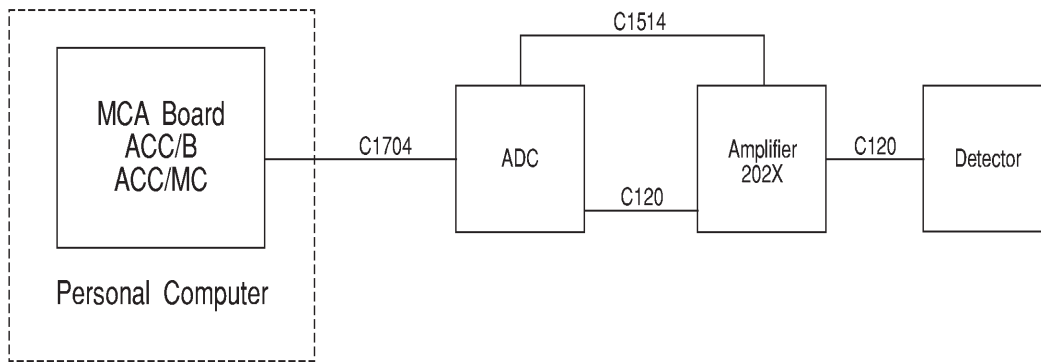 C1514
MCA Board
ACC/B
ACC/MC
C1704
ADC
Amplifier
202X
C120
Detector
C120
Personal Computer